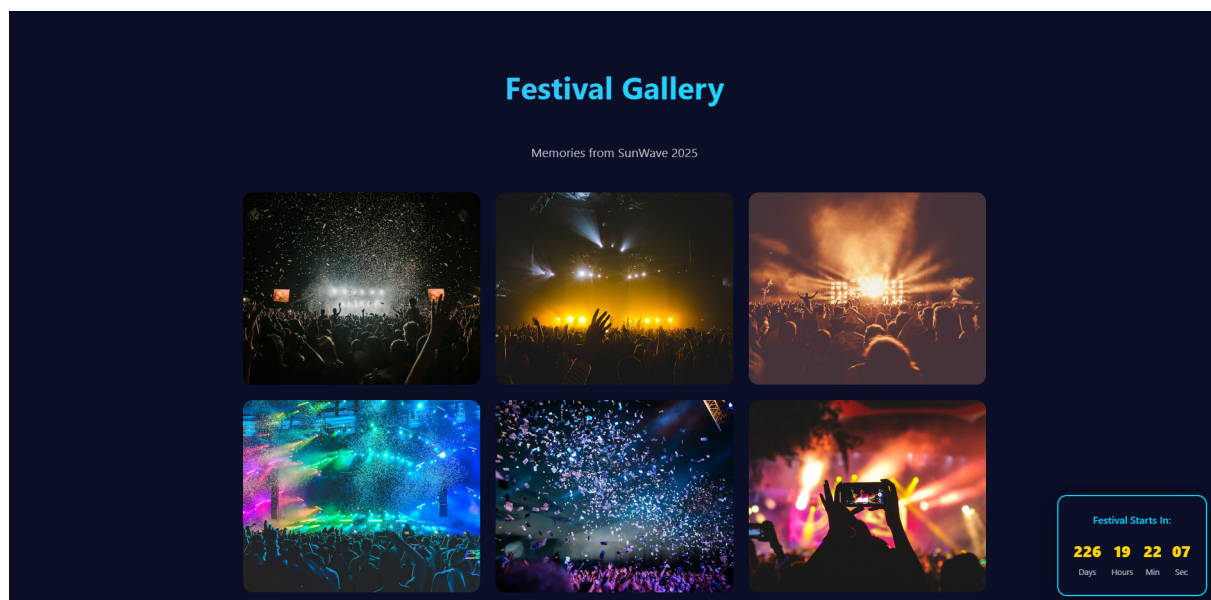 Festival Gallery
Memories from SunWave 2025
Festival Starts In:
226 19 22 07
Days Hours Min Sec